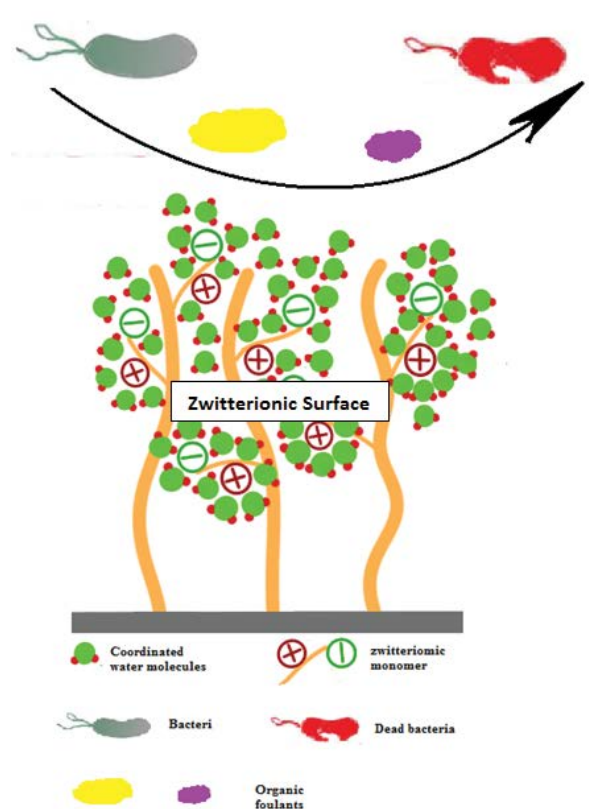 Zwitterionic Surface
Coordinated
water molecules
zwitteriomic
monomer
Bacteri
Dead bacteria
Organic
foulants